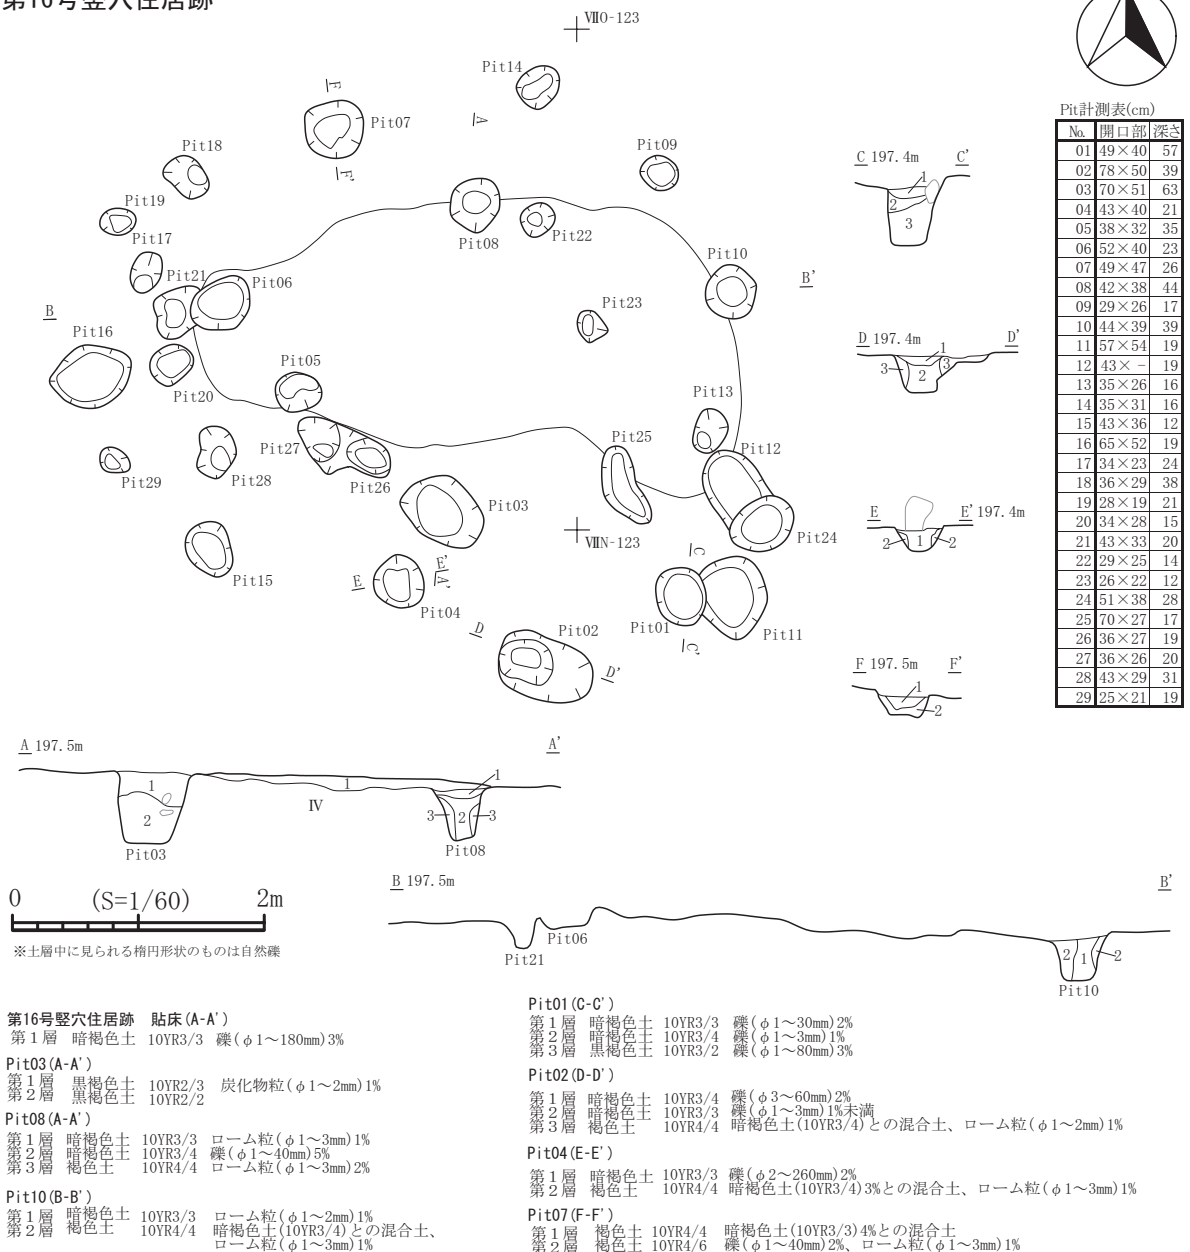 第16号竪穴住居跡
ⅦO-123
Pit14
F
A
Pit07
Pit18
F'
Pit09
Pit19
Pit17
Pit08
Pit22
Pit10
Pit21
Pit06
B'
B
Pit23
Pit16
Pit05
Pit20
Pit13
Pit25
Pit27
Pit12
Pit29
Pit28
Pit26
Pit03
Pit24
ⅦN-123
C
E'
A'
E
Pit15
Pit04
D
Pit02
Pit01
Pit11
C'
D'
C 197.4m C'
1
2
3
D 197.4m D'
1
3 2 3
E E' 197.4m
2 1 2
F 197.5m F'
1
2
Pit計測表(cm)
No. 開口部 深さ
01 49×40 57
02 78×50 39
03 70×51 63
04 43×40 21
05 38×32 35
06 52×40 23
07 49×47 26
08 42×38 44
09 29×26 17
10 44×39 39
11 57×54 19
12 43× − 19
13 35×26 16
14 35×31 16
15 43×36 12
16 65×52 19
17 34×23 24
18 36×29 38
19 28×19 21
20 34×28 15
21 43×33 20
22 29×25 14
23 26×22 12
24 51×38 28
25 70×27 17
26 36×27 19
27 36×26 20
28 43×29 31
29 25×21 19
A 197.5m A'
1 1 1
Ⅳ
2 3 2 3
Pit03 Pit08
0 (S=1/60) 2m
※土層中に見られる楕円形状のものは自然礫
B 197.5m B'
Pit06
Pit21
2 1 2
Pit10
第16号竪穴住居跡 貼床(A-A')
第1層 暗褐色土 10YR3/3 礫(φ1〜180mm)3%
Pit03(A-A')
第1層 黒褐色土 10YR2/3 炭化物粒(φ1〜2mm)1%
第2層 黒褐色土 10YR2/2
Pit08(A-A')
第1層 暗褐色土 10YR3/3 ローム粒(φ1〜3mm)1%
第2層 暗褐色土 10YR3/4 礫(φ1〜40mm)5%
第3層 褐色土 10YR4/4 ローム粒(φ1〜3mm)2%
Pit10(B-B')
第1層 暗褐色土 10YR3/3 ローム粒(φ1〜2mm)1%
第2層 褐色土 10YR4/4 暗褐色土(10YR3/4)との混合土、
ローム粒(φ1〜3mm)1%
Pit01(C-C')
第1層 暗褐色土 10YR3/3 礫(φ1〜30mm)2%
第2層 暗褐色土 10YR3/4 礫(φ1〜3mm)1%
第3層 黒褐色土 10YR3/2 礫(φ1〜80mm)3%
Pit02(D-D')
第1層 暗褐色土 10YR3/4 礫(φ3〜60mm)2%
第2層 暗褐色土 10YR3/3 礫(φ1〜3mm)1%未満
第3層 褐色土 10YR4/4 暗褐色土(10YR3/4)との混合土、ローム粒(φ1〜2mm)1%
Pit04(E-E')
第1層 暗褐色土 10YR3/3 礫(φ2〜260mm)2%
第2層 褐色土 10YR4/4 暗褐色土(10YR3/4)3%との混合土、ローム粒(φ1〜3mm)1%
Pit07(F-F')
第1層 褐色土 10YR4/4 暗褐色土(10YR3/3)4%との混合土
第2層 褐色土 10YR4/6 礫(φ1〜40mm)2%、ローム粒(φ1〜3mm)1%